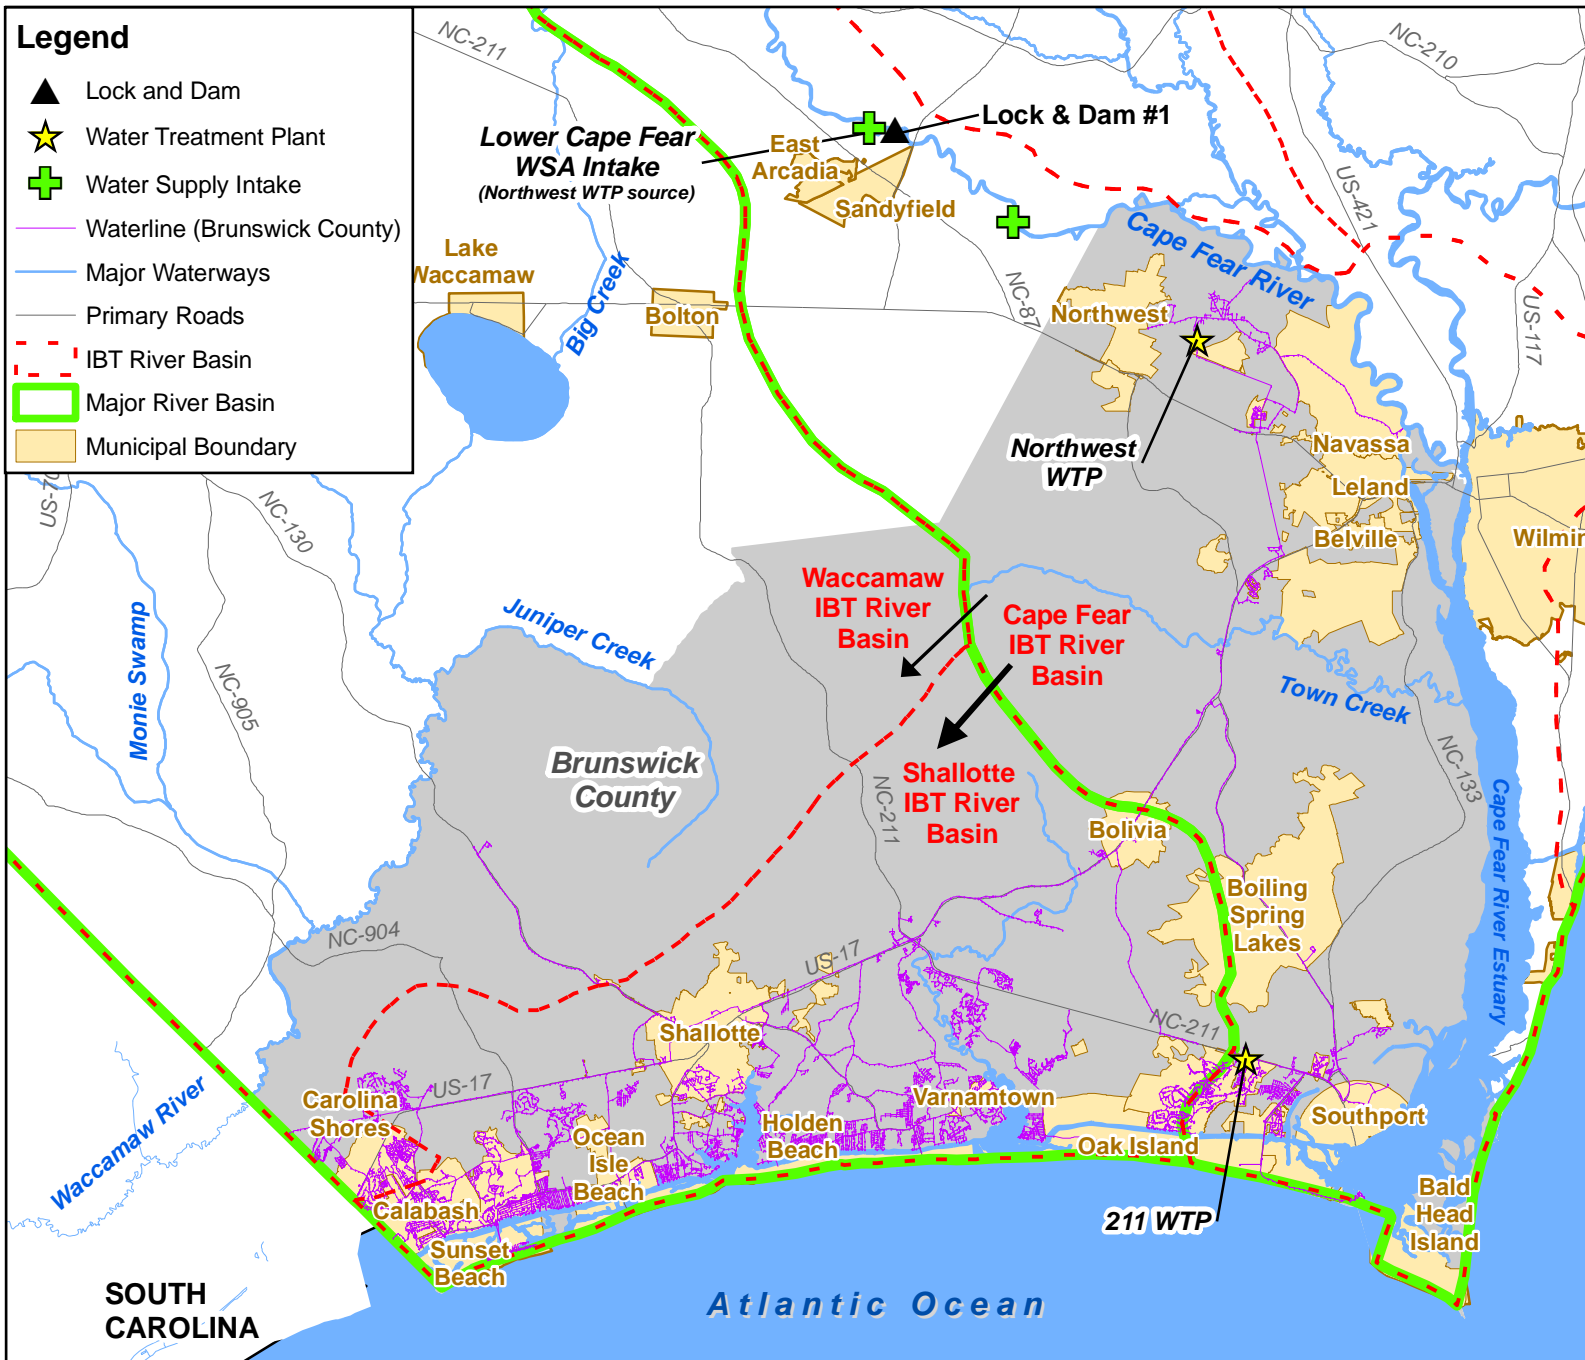 Legend
Lock and Dam
Water Treatment Plant
Water Supply Intake
Waterline (Brunswick County)
Major Waterways
Primary Roads
IBT River Basin
Major River Basin
Municipal Boundary
NC-211
NC-210
Lock & Dam #1
Lower Cape Fear
WSA Intake
(Northwest WTP source)
East
Arcadia
Sandyfield
US-421
Cape Fear River
Lake
Waccamaw
Big Creek
Bolton
NC-87
Northwest
US-117
Northwest
WTP
Navassa
Leland
Belville
Wilmin
US-70
NC-130
Waccamaw
IBT River
Basin
Cape Fear
IBT River
Basin
Juniper Creek
Monie Swamp
NC-905
Town Creek
NC-133
Brunswick
County
Shallotte
IBT River
Basin
NC-211
Bolivia
Cape Fear River Estuary
Boiling
Spring
Lakes
NC-904
US-17
Shallotte
NC-211
US-17
Carolina
Shores
Varnamtown
Southport
Holden
Beach
Ocean
Isle
Beach
Oak Island
Waccamaw River
Calabash
Sunset
Beach
211 WTP
Bald
Head
Island
SOUTH
CAROLINA
Atlantic Ocean